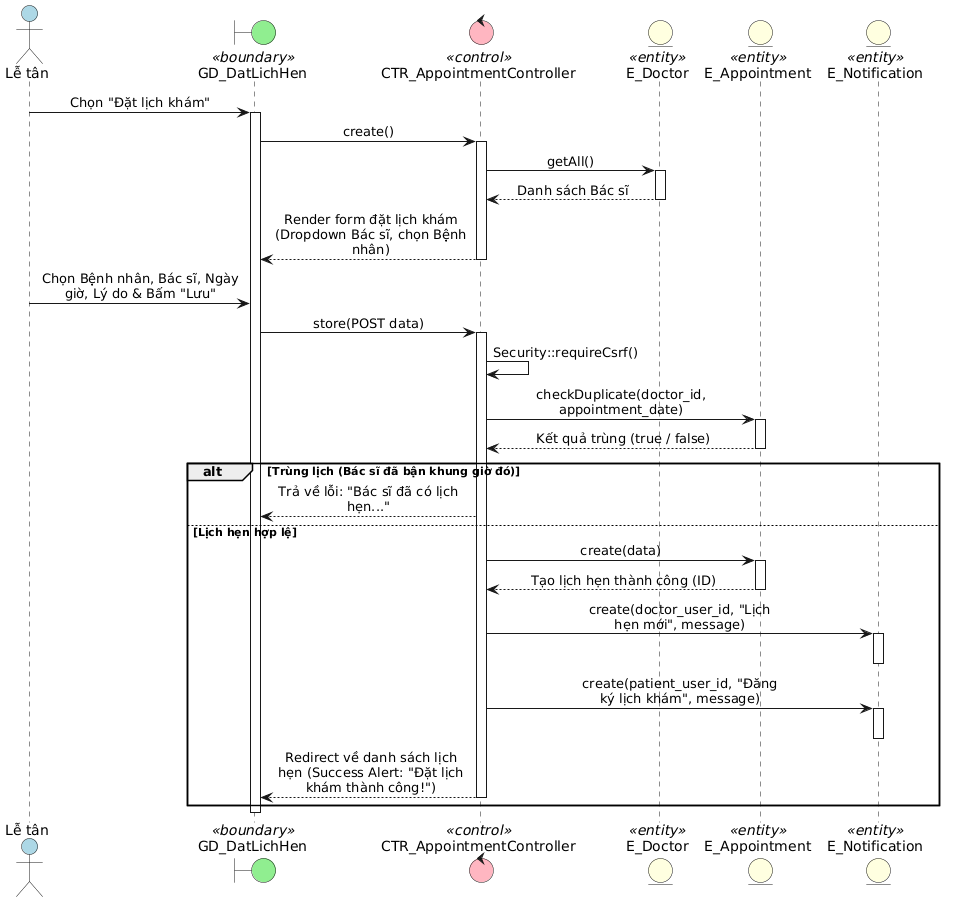 Lễ tân
«boundary»
GD_DatLichHen
«control»
CTR_AppointmentController
«entity»
E_Doctor
«entity»
E_Appointment
«entity»
E_Notification
Chọn "Đặt lịch khám"
create()
getAll()
Danh sách Bác sĩ
Render form đặt lịch khám
(Dropdown Bác sĩ, chọn Bệnh
nhân)
Chọn Bệnh nhân, Bác sĩ, Ngày
giờ, Lý do & Bấm "Lưu"
store(POST data)
Security::requireCsrf()
checkDuplicate(doctor_id,
appointment_date)
Kết quả trùng (true / false)
alt
[Trùng lịch (Bác sĩ đã bận khung giờ đó)]
Trả về lỗi: "Bác sĩ đã có lịch
hẹn..."
[Lịch hẹn hợp lệ]
create(data)
Tạo lịch hẹn thành công (ID)
create(doctor_user_id, "Lịch
hẹn mới", message)
create(patient_user_id, "Đăng
ký lịch khám", message)
Redirect về danh sách lịch
hẹn (Success Alert: "Đặt lịch
khám thành công!")
Lễ tân
«boundary»
GD_DatLichHen
«control»
CTR_AppointmentController
«entity»
E_Doctor
«entity»
E_Appointment
«entity»
E_Notification